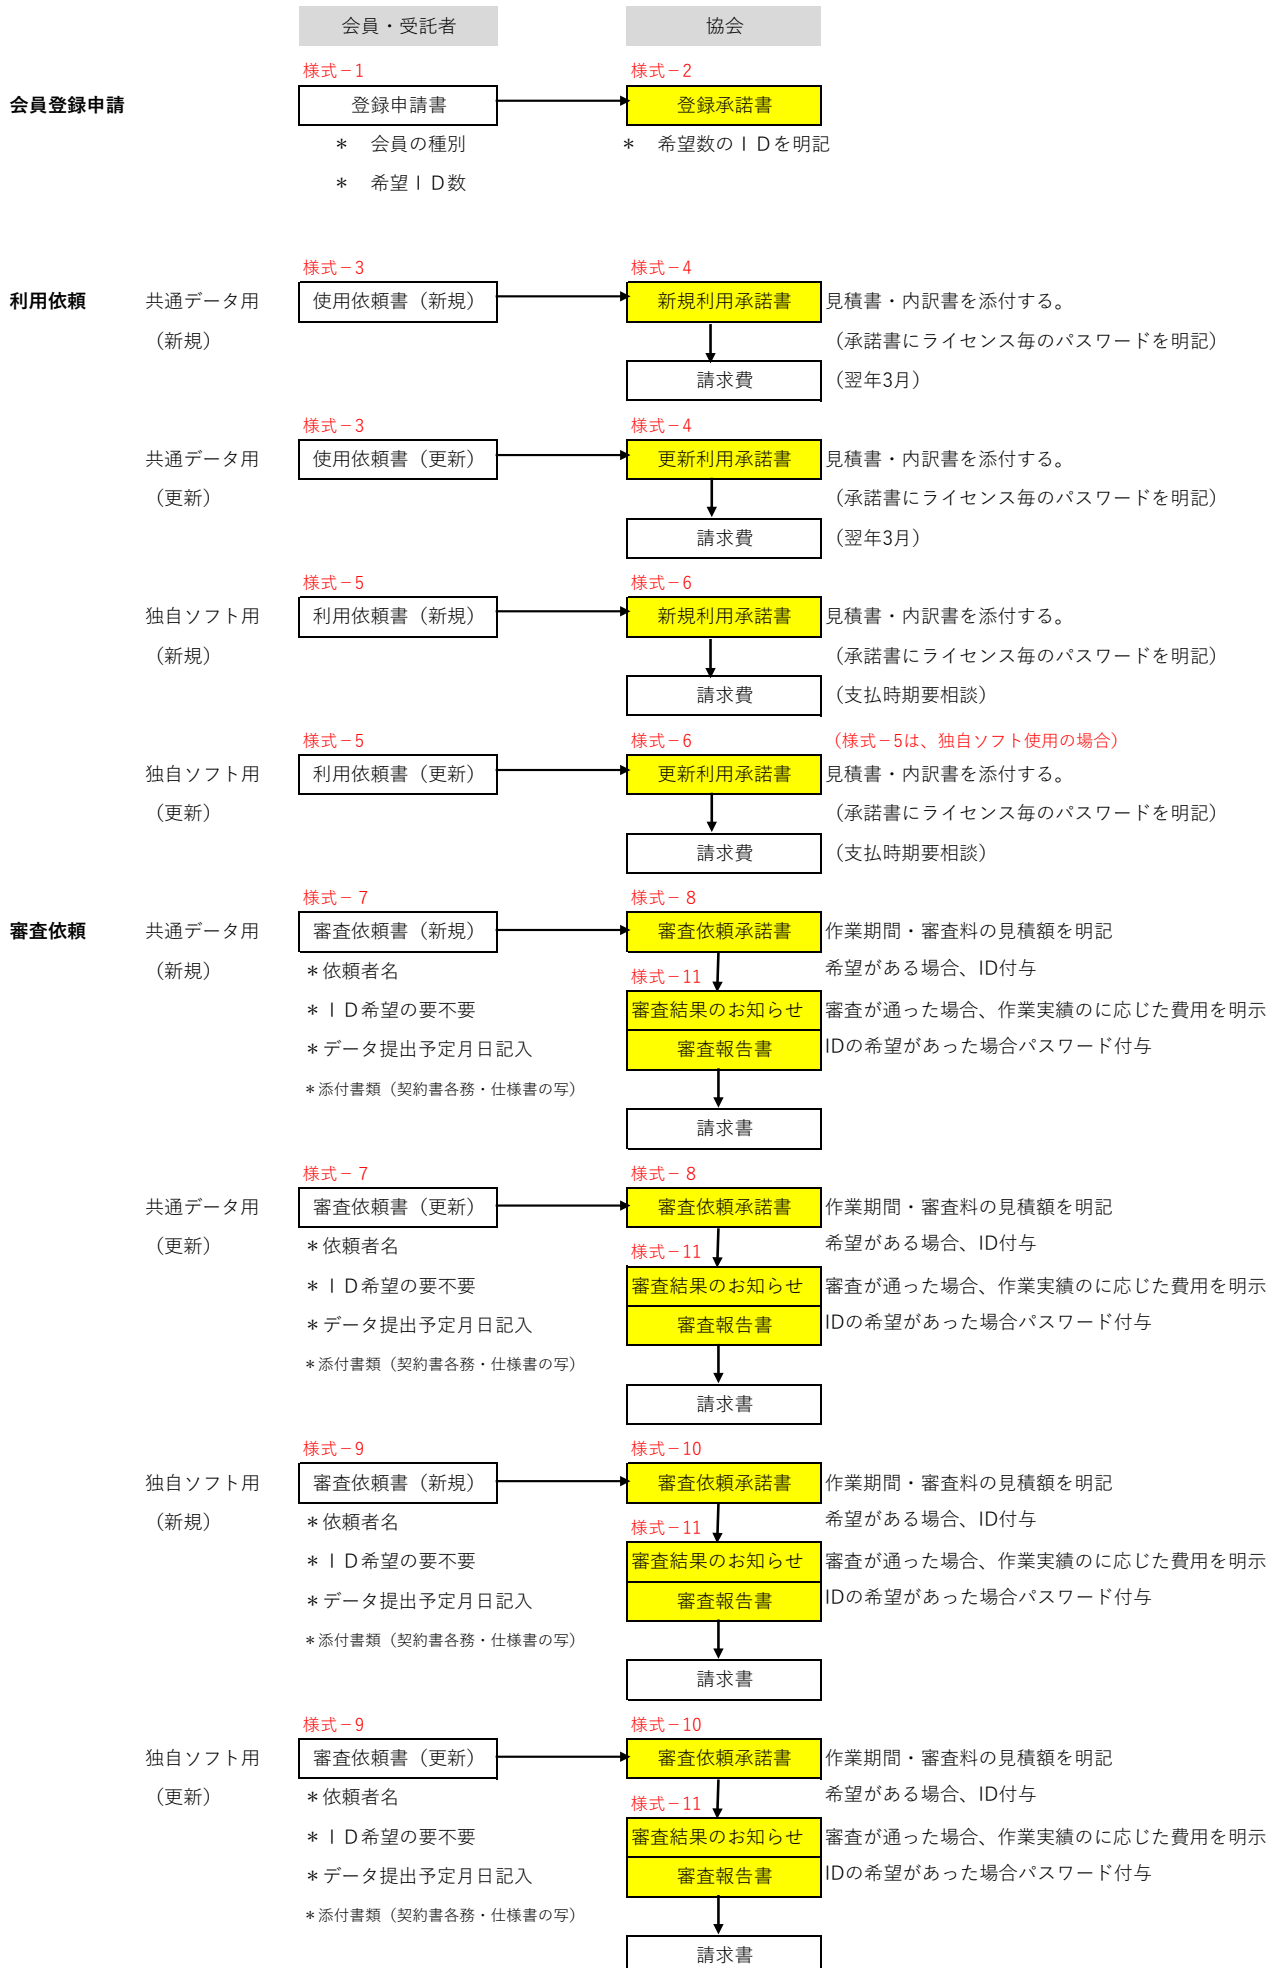 会員・受託者 協会
様式－1 様式－2
会員登録申請 登録申請書 登録承諾書
＊ 会員の種別 ＊ 希望数のＩＤを明記
＊ 希望ＩＤ数
様式－3 様式－4
利用依頼 共通データ用 使用依頼書（新規） 新規利用承諾書 見積書・内訳書を添付する。
（新規） （承諾書にライセンス毎のパスワードを明記）
請求費 （翌年3月）
様式－3 様式－4
共通データ用 使用依頼書（更新） 更新利用承諾書 見積書・内訳書を添付する。
（更新） （承諾書にライセンス毎のパスワードを明記）
請求費 （翌年3月）
様式－5 様式－6
独自ソフト用 利用依頼書（新規） 新規利用承諾書 見積書・内訳書を添付する。
（新規） （承諾書にライセンス毎のパスワードを明記）
請求費 （支払時期要相談）
様式－5 様式－6 （様式－5は、独自ソフト使用の場合）
独自ソフト用 利用依頼書（更新） 更新利用承諾書 見積書・内訳書を添付する。
（更新） （承諾書にライセンス毎のパスワードを明記）
請求費 （支払時期要相談）
様式－７ 様式－８
審査依頼 共通データ用 審査依頼書（新規） 審査依頼承諾書 作業期間・審査料の見積額を明記
（新規） ＊依頼者名 希望がある場合、ID付与
様式－11
＊ＩＤ希望の要不要 審査結果のお知らせ 審査が通った場合、作業実績のに応じた費用を明示
＊データ提出予定月日記入 審査報告書 IDの希望があった場合パスワード付与
＊添付書類（契約書各務・仕様書の写）
請求書
様式－７ 様式－８
共通データ用 審査依頼書（更新） 審査依頼承諾書 作業期間・審査料の見積額を明記
（更新） ＊依頼者名 希望がある場合、ID付与
様式－11
＊ＩＤ希望の要不要 審査結果のお知らせ 審査が通った場合、作業実績のに応じた費用を明示
＊データ提出予定月日記入 審査報告書 IDの希望があった場合パスワード付与
＊添付書類（契約書各務・仕様書の写）
請求書
様式－9 様式－10
独自ソフト用 審査依頼書（新規） 審査依頼承諾書 作業期間・審査料の見積額を明記
（新規） ＊依頼者名 希望がある場合、ID付与
様式－11
＊ＩＤ希望の要不要 審査結果のお知らせ 審査が通った場合、作業実績のに応じた費用を明示
＊データ提出予定月日記入 審査報告書 IDの希望があった場合パスワード付与
＊添付書類（契約書各務・仕様書の写）
請求書
様式－9 様式－10
独自ソフト用 審査依頼書（更新） 審査依頼承諾書 作業期間・審査料の見積額を明記
（更新） ＊依頼者名 希望がある場合、ID付与
様式－11
＊ＩＤ希望の要不要 審査結果のお知らせ 審査が通った場合、作業実績のに応じた費用を明示
＊データ提出予定月日記入 審査報告書 IDの希望があった場合パスワード付与
＊添付書類（契約書各務・仕様書の写）
請求書